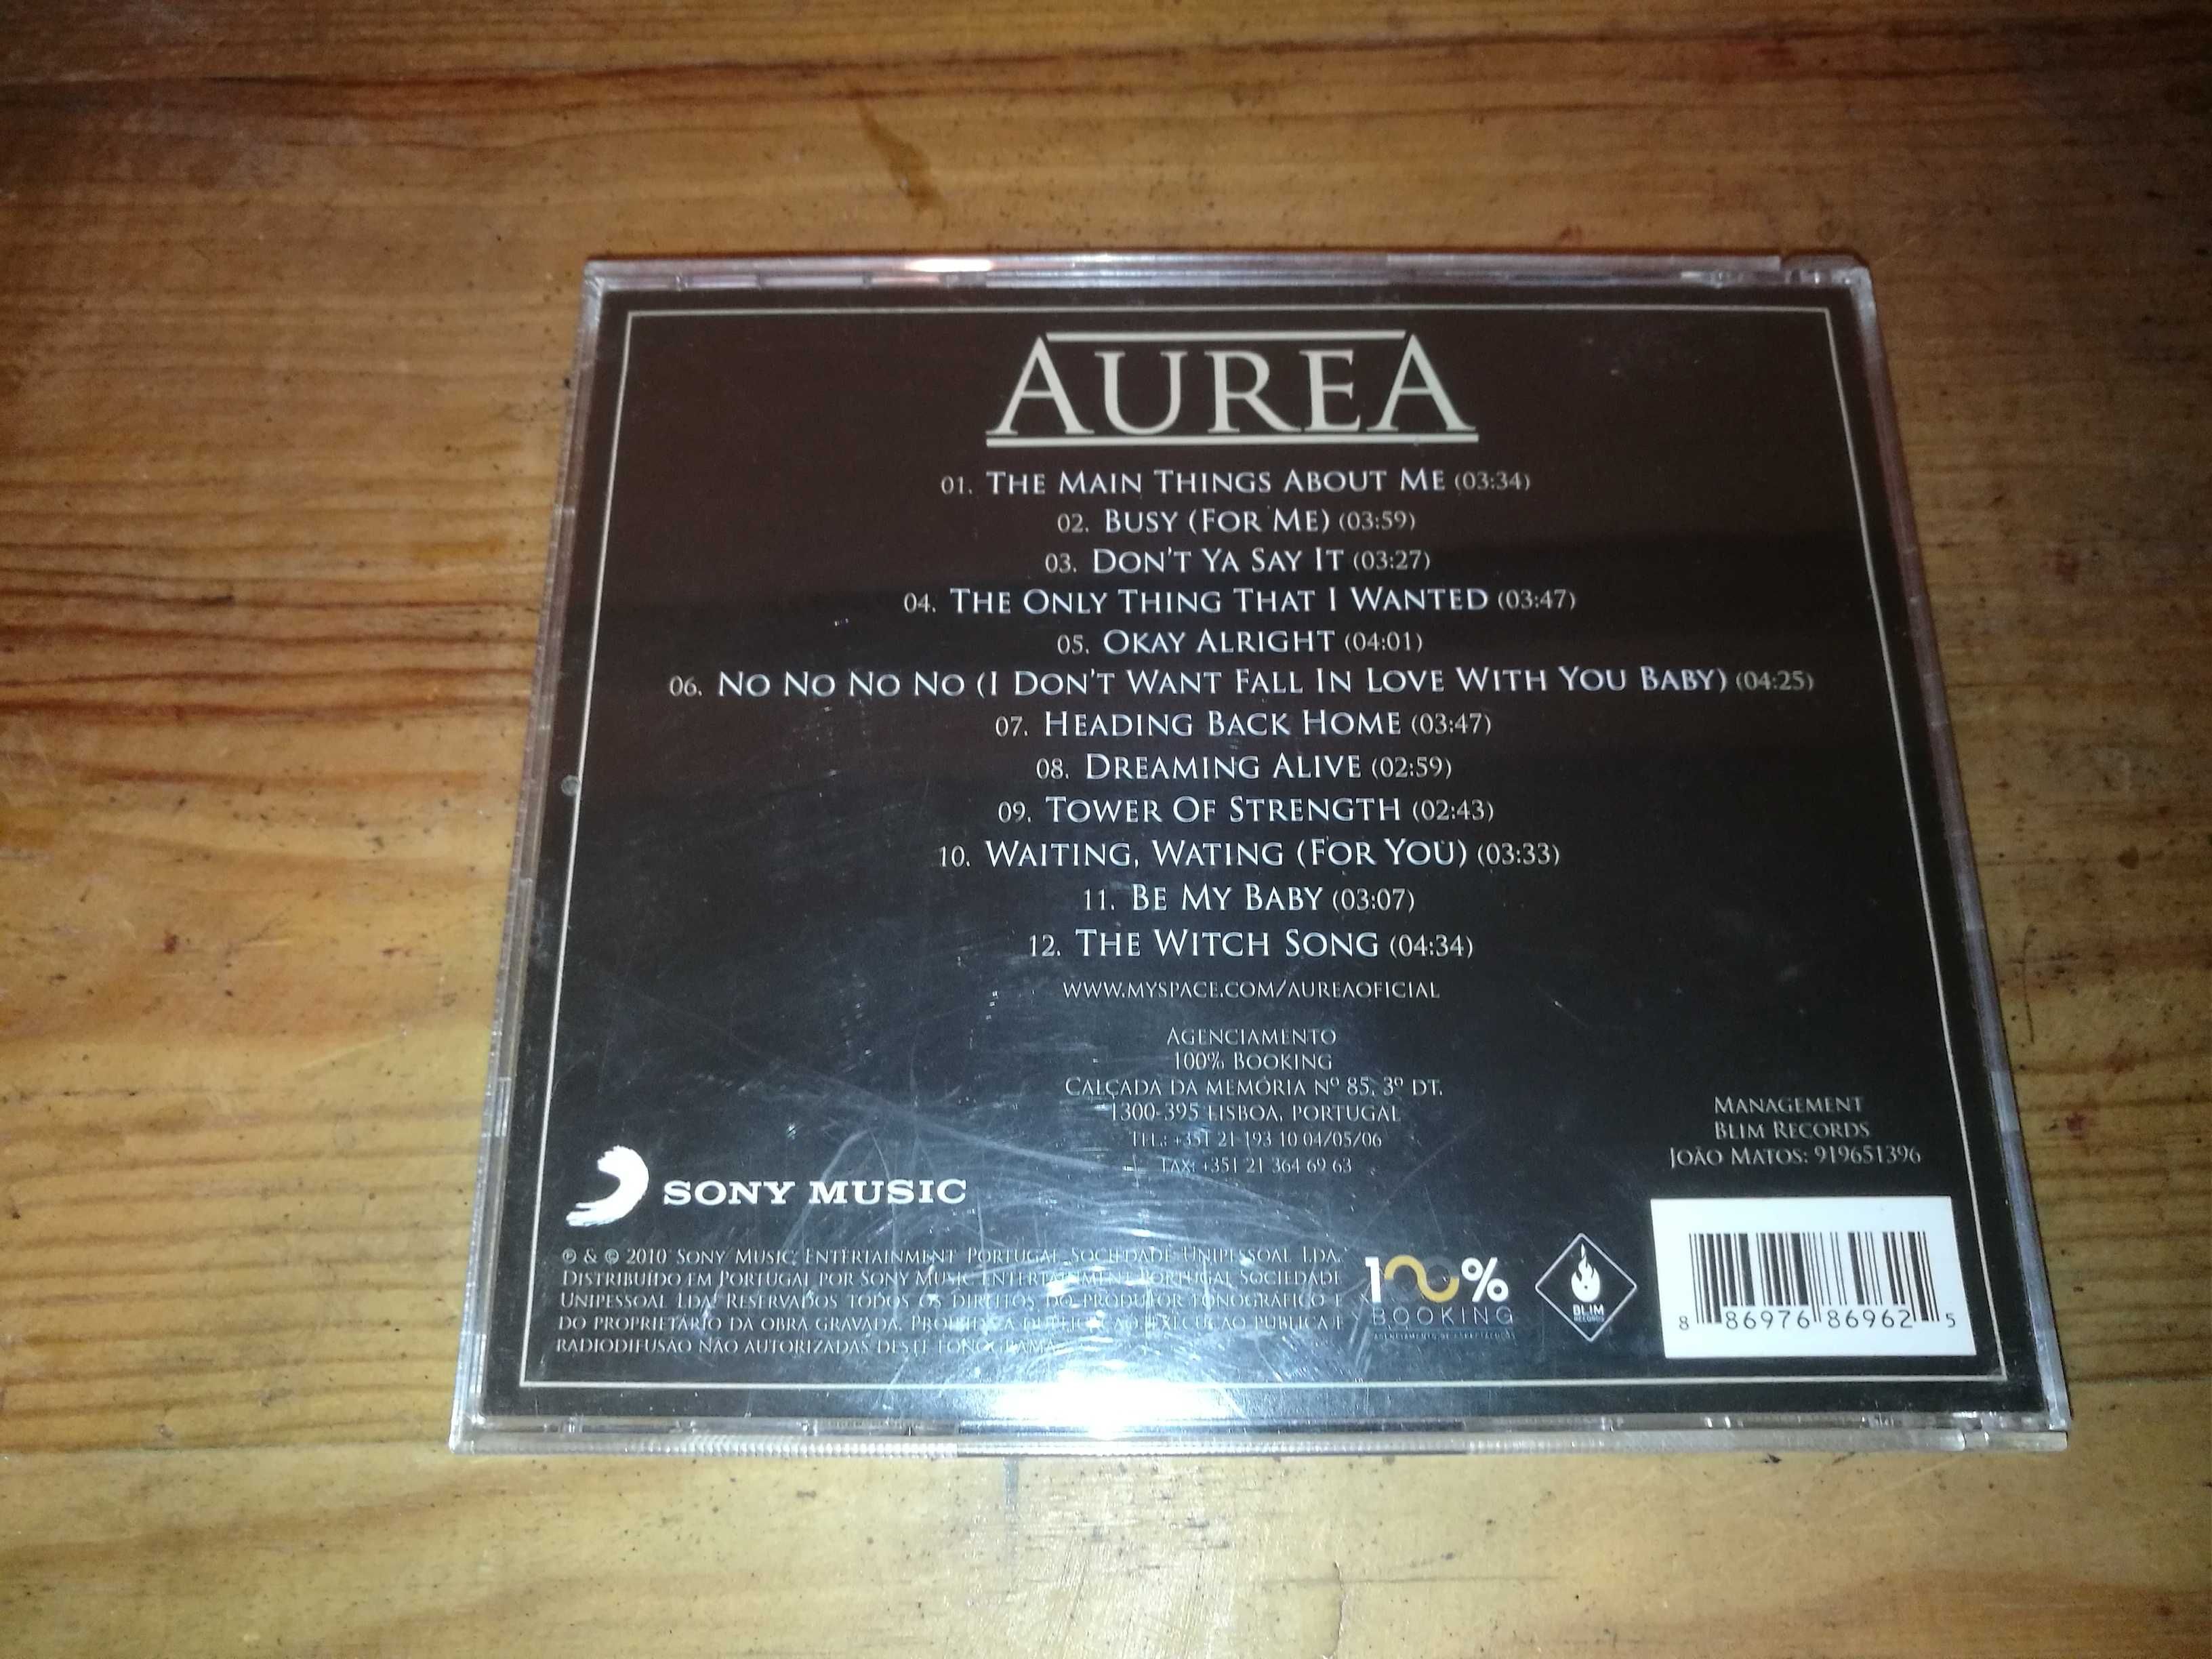 AUREA
01. THE MAIN THINGS ABOUT ME (03:34)
02. BUSY (FOR ME) (03:59)
03. DON'T YA SAY IT (03:27)
04. THE ONLY THING THAT I WANTED (03:47)
05. OKAY ALRIGHT (04:01)
06. NO NO NO NO (I DON'T WANT FALL IN LOVE WITH YOU BABY) (04:25)
07. HEADING BACK HOME (03:47)
08. DREAMING ALIVE (02:59)
09. TOWER OF STRENGTH (02:43)
10. WAITING, WATING (FOR YOU) (03:33)
11. BE MY BABY (03:07)
12. THE WITCH SONG (04:34)
WWW.MYSPACE.COM/AUREAOFICIAL
AGENCIAMENTO
100% BOOKING
CALÇADA DA MEMÓRIA Nº 85, 3º DT.
1300-395 LISBOA, PORTUGAL
TEL.: +351 21 193 10 04/05/06
FAX: +351 21 364 69 63
MANAGEMENT
BLIM RECORDS
JOÃO MATOS: 919651396
SONY MUSIC
℗ & © 2010 SONY MUSIC ENTERTAINMENT PORTUGAL SOCIEDADE UNIPESSOAL LDA.
DISTRIBUÍDO EM PORTUGAL POR SONY MUSIC ENTERTAINMENT PORTUGAL SOCIEDADE
UNIPESSOAL LDA. RESERVADOS TODOS OS DIREITOS DO PRODUTOR FONOGRÁFICO E
DO PROPRIETÁRIO DA OBRA GRAVADA. PROIBIDA A DUPLICAÇÃO, EXECUÇÃO PÚBLICA E
RADIODIFUSÃO NÃO AUTORIZADAS DESTE FONOGRAMA.
100%
BOOKING
BLIM
RECORDS
8 86976 86962 5